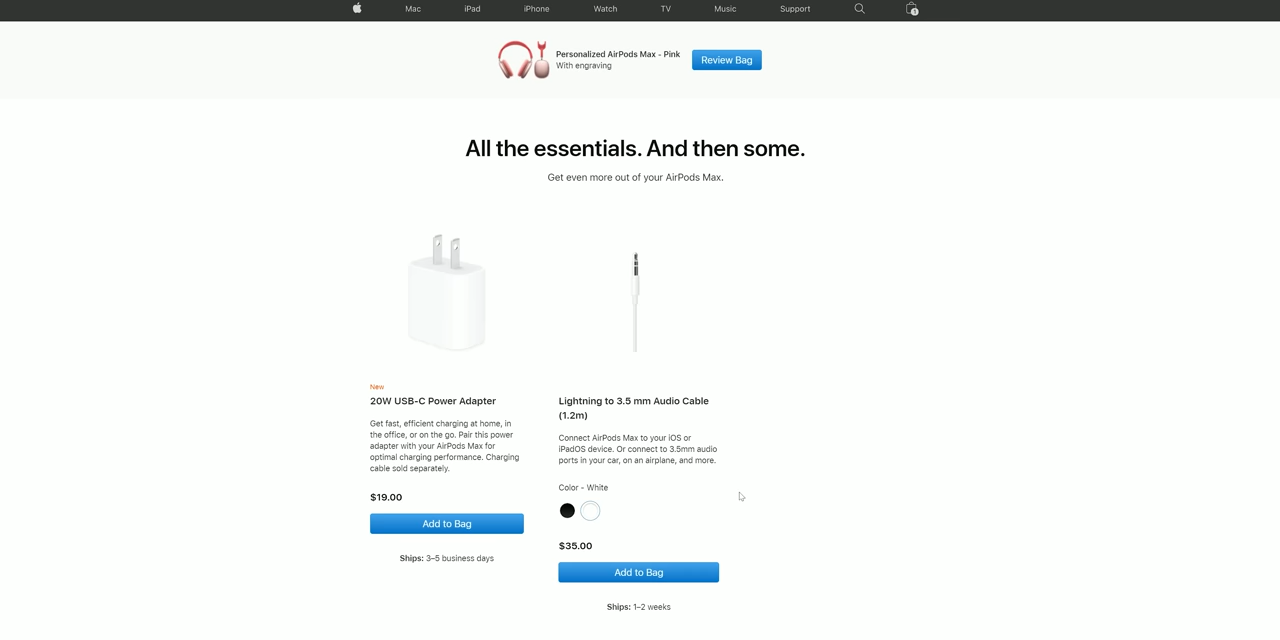 Mac iPad iPhone Watch TV Music Support 1
Personalized AirPods Max - Pink
With engraving
Review Bag
All the essentials. And then some.
Get even more out of your AirPods Max.
New
20W USB-C Power Adapter
Get fast, efficient charging at home, in
the office, or on the go. Pair this power
adapter with your AirPods Max for
optimal charging performance. Charging
cable sold separately.
$19.00
Add to Bag
Ships: 3–5 business days
Lightning to 3.5 mm Audio Cable
(1.2m)
Connect AirPods Max to your iOS or
iPadOS device. Or connect to 3.5mm audio
ports in your car, on an airplane, and more.
Color - White
$35.00
Add to Bag
Ships: 1–2 weeks